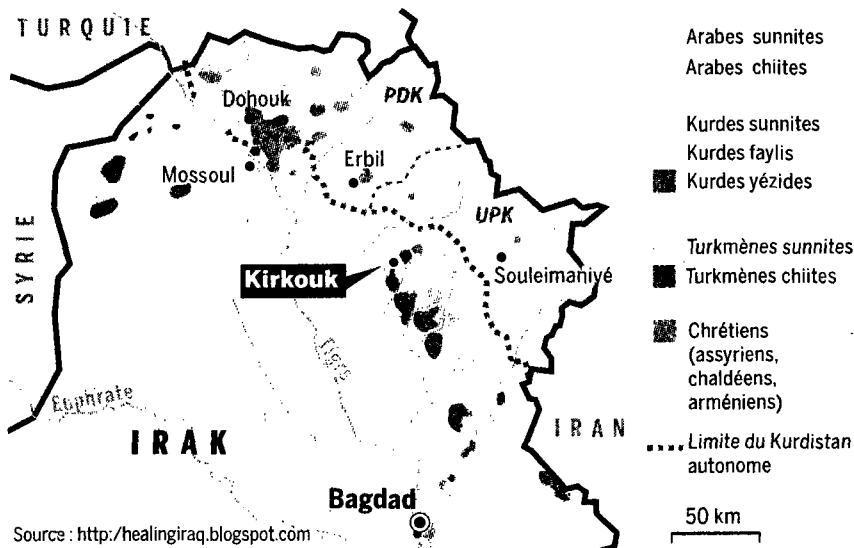 TURQUIE
Dohouk
PDK
Mossoul
Erbil
UPK
SYRIE
Kirkouk
Souleimaniyé
Tigre
Euphrate
IRAK
IRAN
Bagdad
Source : http:/healingiraq.blogspot.com
Arabes sunnites
Arabes chiites
Kurdes sunnites
Kurdes faylis
Kurdes yézides
Turkmènes sunnites
Turkmènes chiites
Chrétiens
(assyriens,
chaldéens,
arméniens)
Limite du Kurdistan
autonome
50 km